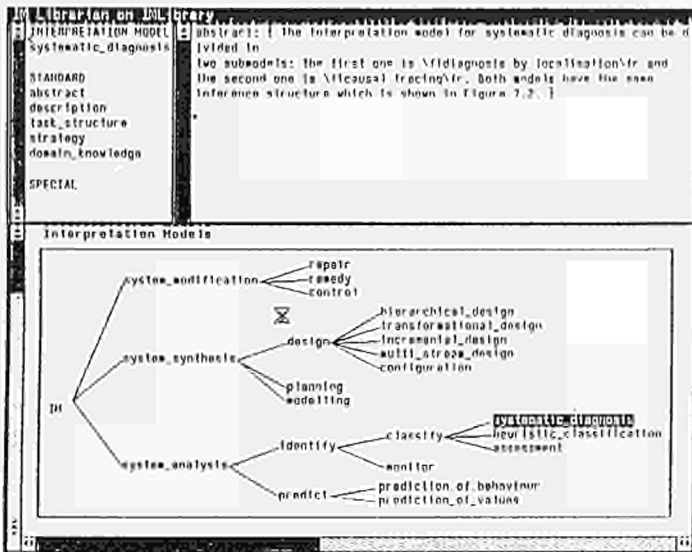 IM Librarian on IMLibrary
INTERPRETATION MODEL
systematic_diagnosis
STANDARD
abstract
description
task_structure
strategy
domain_knowledge
SPECIAL
abstract: { The interpretation model for systematic diagnosis can be d
ivided in
two submodels: the first one is \fIdiagnosis by localisation\fr and
the second one is \fIcausal tracing\fr. Both models have the same
inference structure which is shown in Figure 7.2. }
Interpretation Models
IM
system_modification
repair
remedy
control
system_synthesis
design
hierarchical_design
transformational_design
incremental_design
multi_stream_design
configuration
planning
modelling
system_analysis
identify
classify
systematic_diagnosis
heuristic_classification
assessment
monitor
predict
prediction_of_behaviour
prediction_of_values